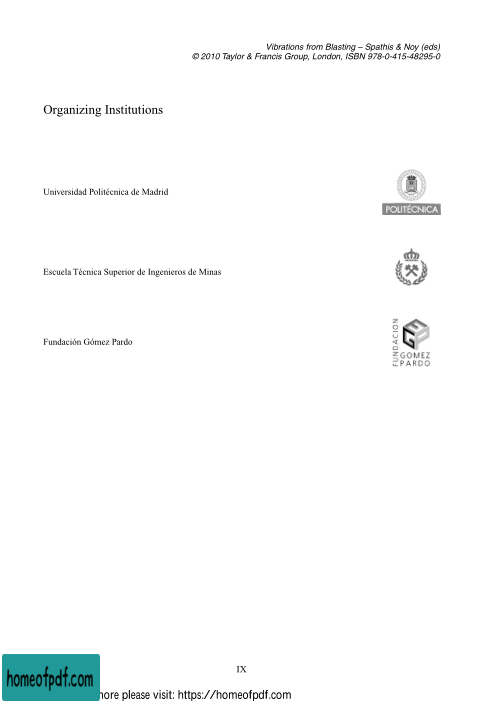 Vibrations from Blasting – Spathis & Noy (eds)
© 2010 Taylor & Francis Group, London, ISBN 978-0-415-48295-0
Organizing Institutions
Universidad Politécnica de Madrid
POLITÉCNICA
Escuela Técnica Superior de Ingenieros de Minas
Fundación Gómez Pardo
FUNDACION
GOMEZ
PARDO
IX
homeofpdf.com
more please visit: https://homeofpdf.com